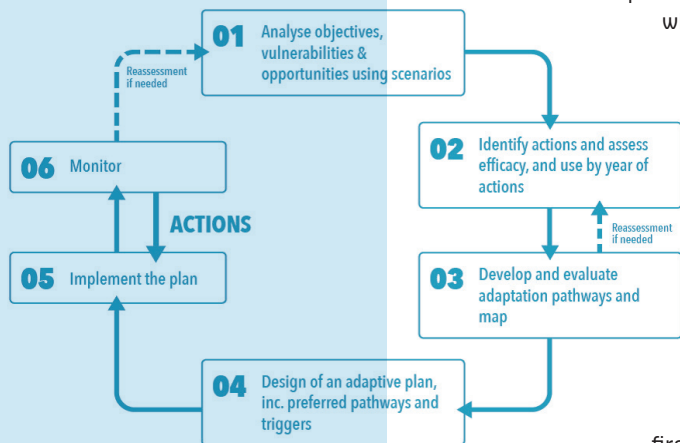 w
01 Analyse objectives,
vulnerabilities &
opportunities using scenarios
Reassessment
if needed
02 Identify actions and assess
efficacy, and use by year of
actions
06 Monitor
ACTIONS
Reassessment
if needed
05 Implement the plan
03 Develop and evaluate
adaptation pathways and
map
04 Design of an adaptive plan,
inc. preferred pathways and
triggers